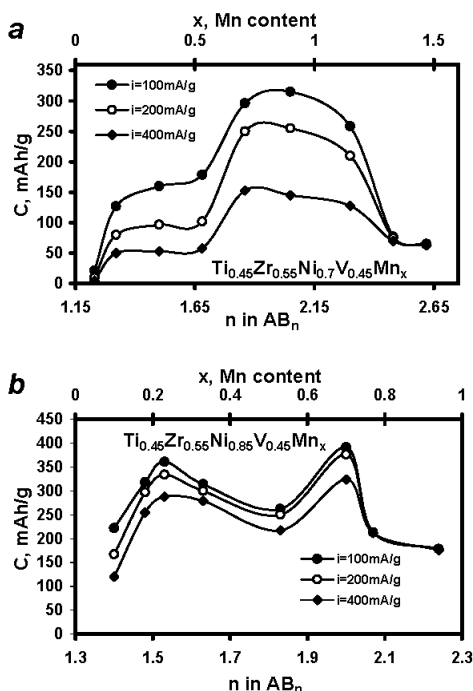 a
x, Mn content
0 0.5 1 1.5
C, mAh/g
350
300
250
200
150
100
50
0
i=100mA/g
i=200mA/g
i=400mA/g
Ti0.45Zr0.55Ni0.7V0.45Mnx
1.15 1.65 2.15 2.65
n in ABn
b
x, Mn content
0 0.2 0.4 0.6 0.8 1
C, mAh/g
450
400
350
300
250
200
150
100
50
0
Ti0.45Zr0.55Ni0.85V0.45Mnx
i=100mA/g
i=200mA/g
i=400mA/g
1.3 1.5 1.7 1.9 2.1 2.3
n in ABn